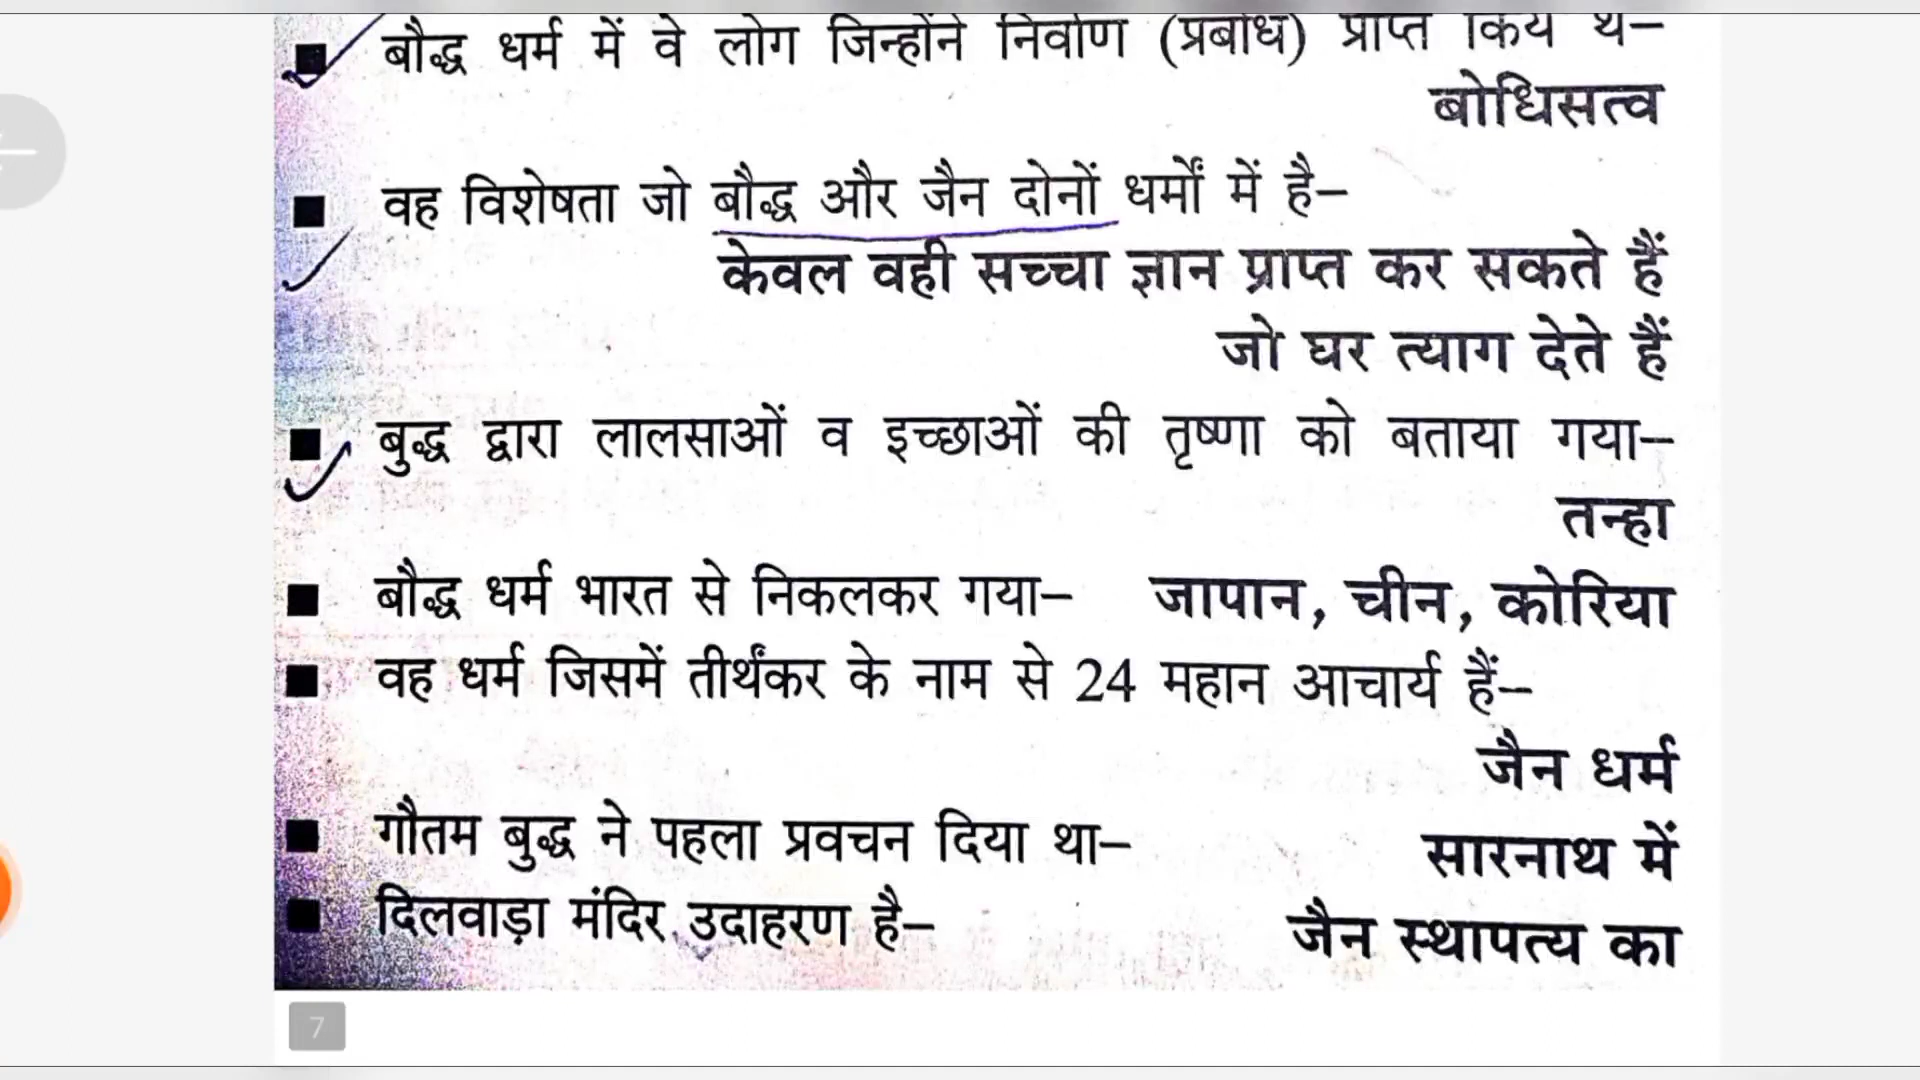 बौद्ध धर्म में वे लोग जिन्होंने निर्वाण (प्रबोध) प्राप्त किये थे–
बोधिसत्व
वह विशेषता जो बौद्ध और जैन दोनों धर्मों में है–
केवल वही सच्चा ज्ञान प्राप्त कर सकते हैं
जो घर त्याग देते हैं
बुद्ध द्वारा लालसाओं व इच्छाओं की तृष्णा को बताया गया–
तन्हा
बौद्ध धर्म भारत से निकलकर गया– जापान, चीन, कोरिया
वह धर्म जिसमें तीर्थंकर के नाम से 24 महान आचार्य हैं–
जैन धर्म
गौतम बुद्ध ने पहला प्रवचन दिया था– सारनाथ में
दिलवाड़ा मंदिर उदाहरण है– जैन स्थापत्य का
7